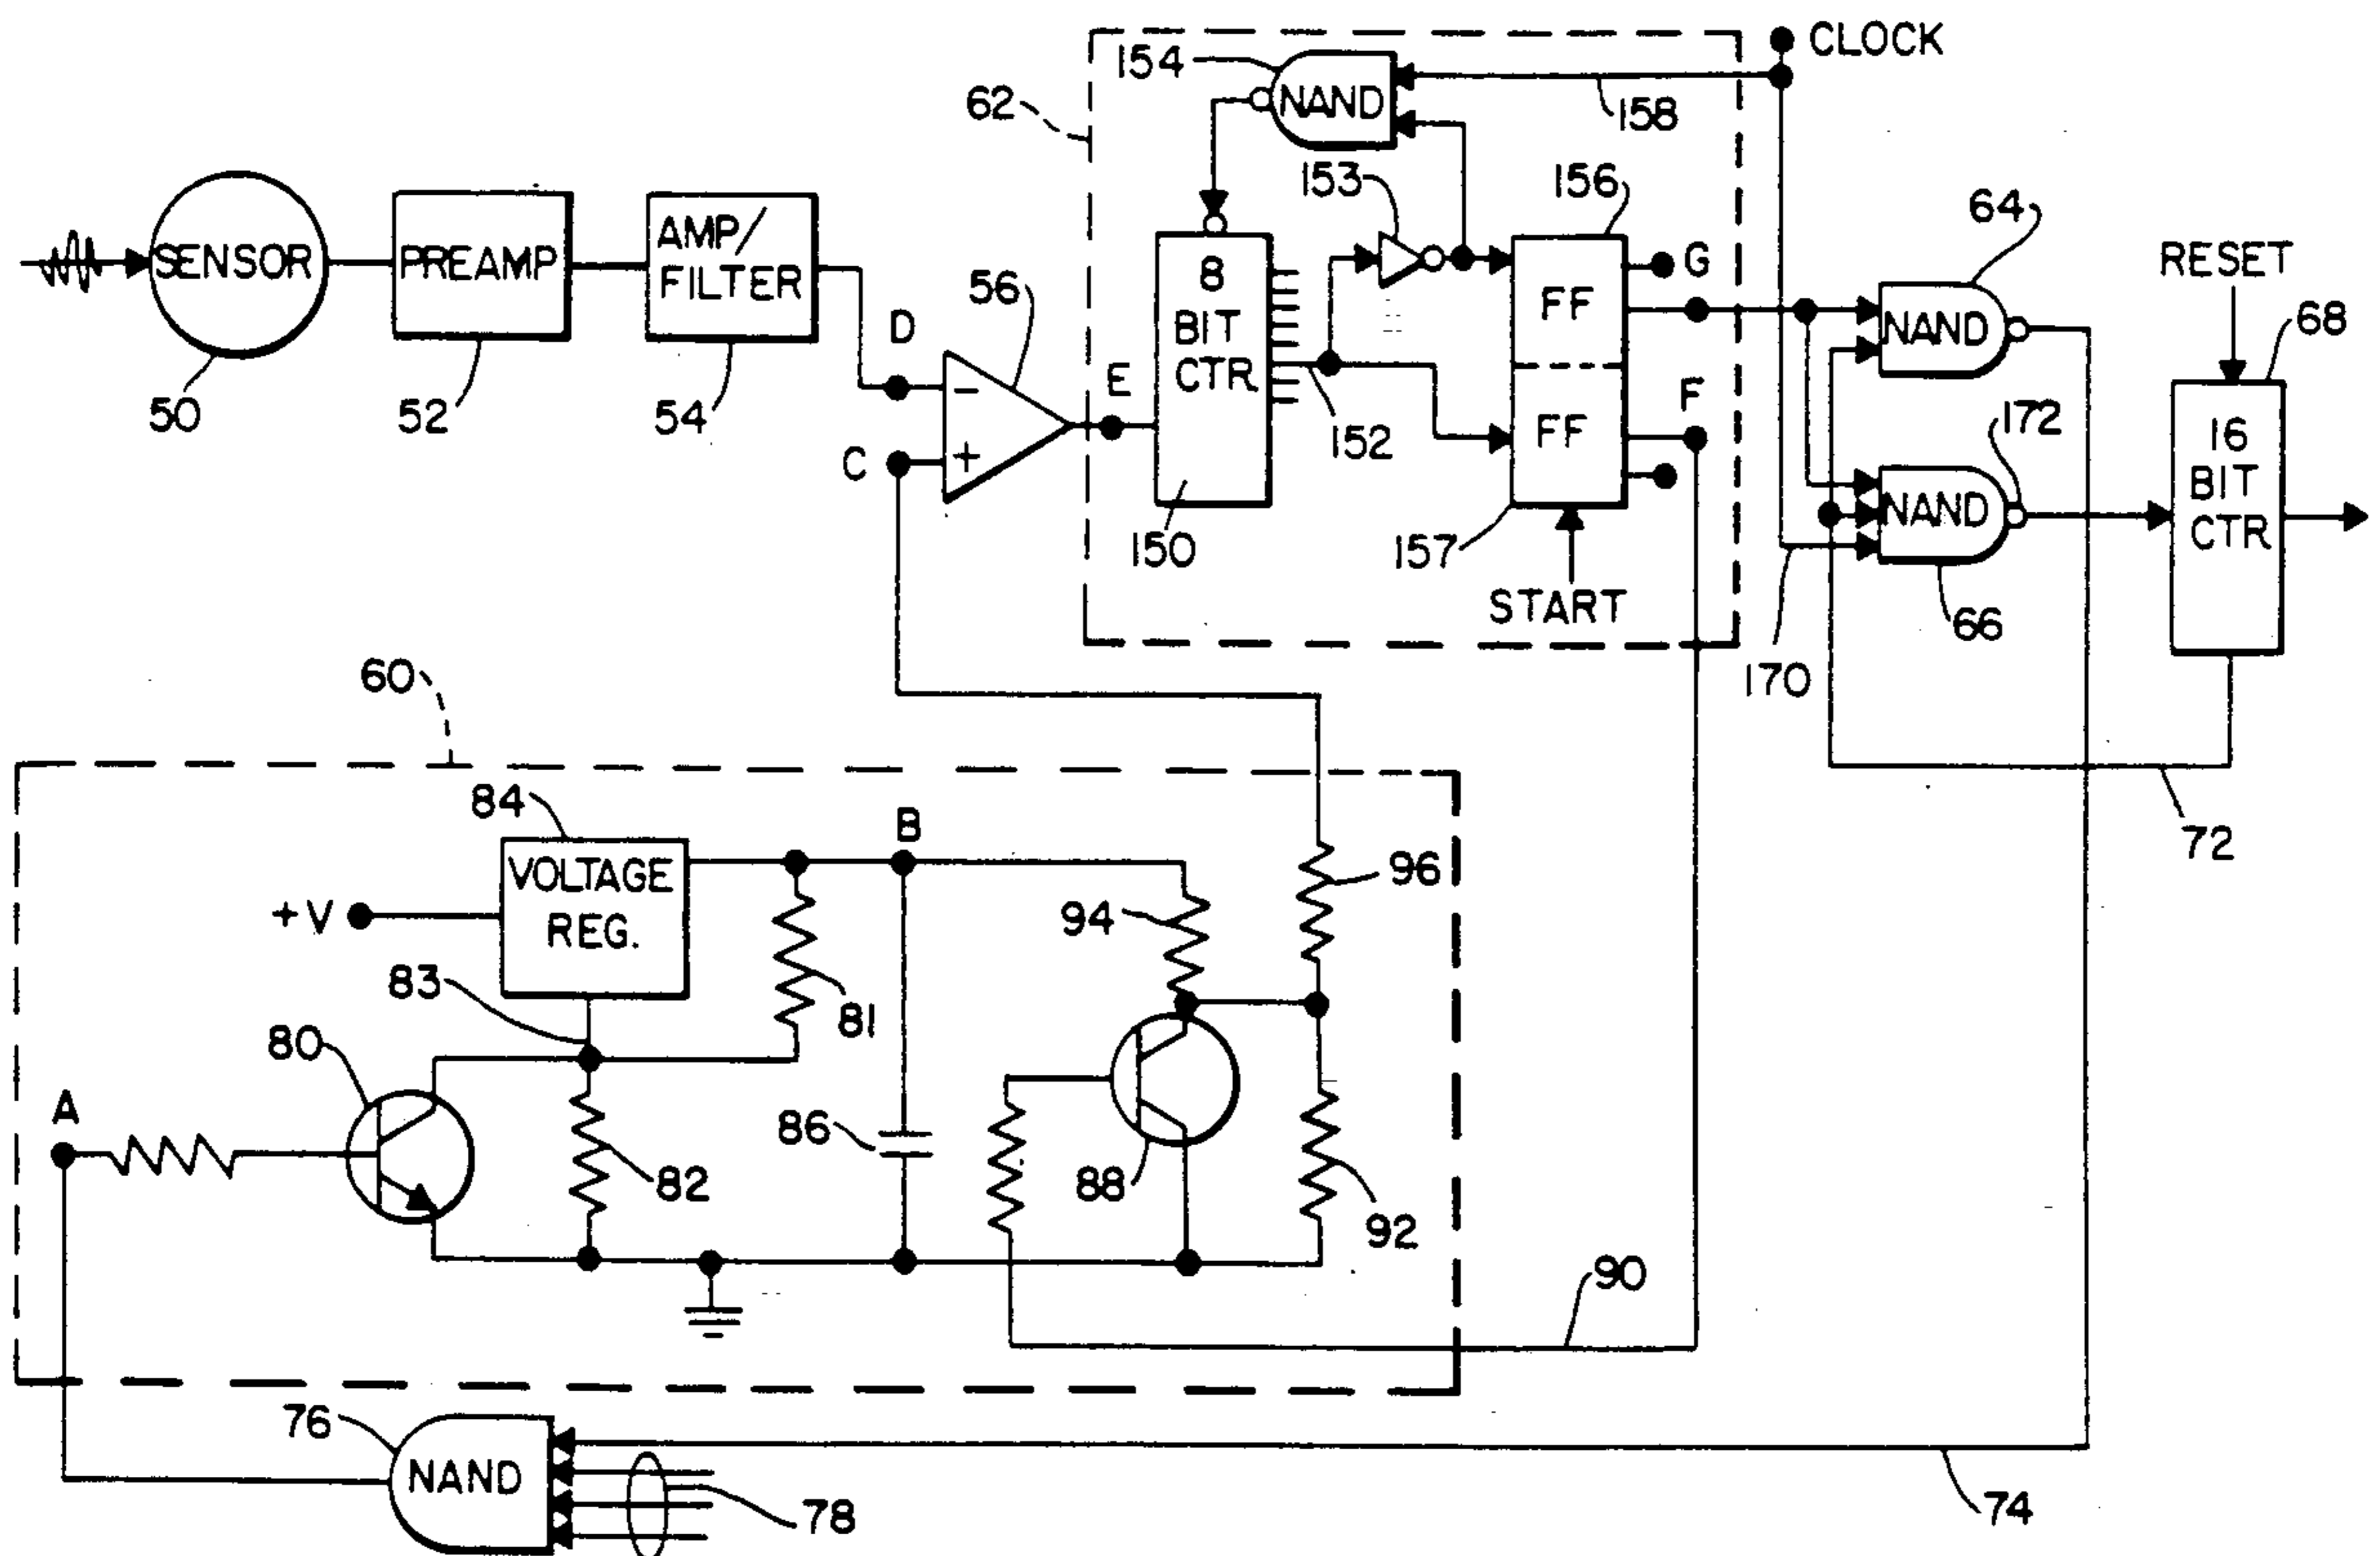 CLOCK
154
NAND
62
158
153
156
64
SENSOR
PREAMP
AMP/
FILTER
56
8
BIT
CTR
FF
G
NAND
RESET
68
D
E
F
50
52
54
C
152
FF
172
16
BIT
CTR
NAND
150
157
START
66
170
60
72
84
B
VOLTAGE
REG.
+V
94
96
83
81
80
A
86
82
88
92
90
76
NAND
78
74